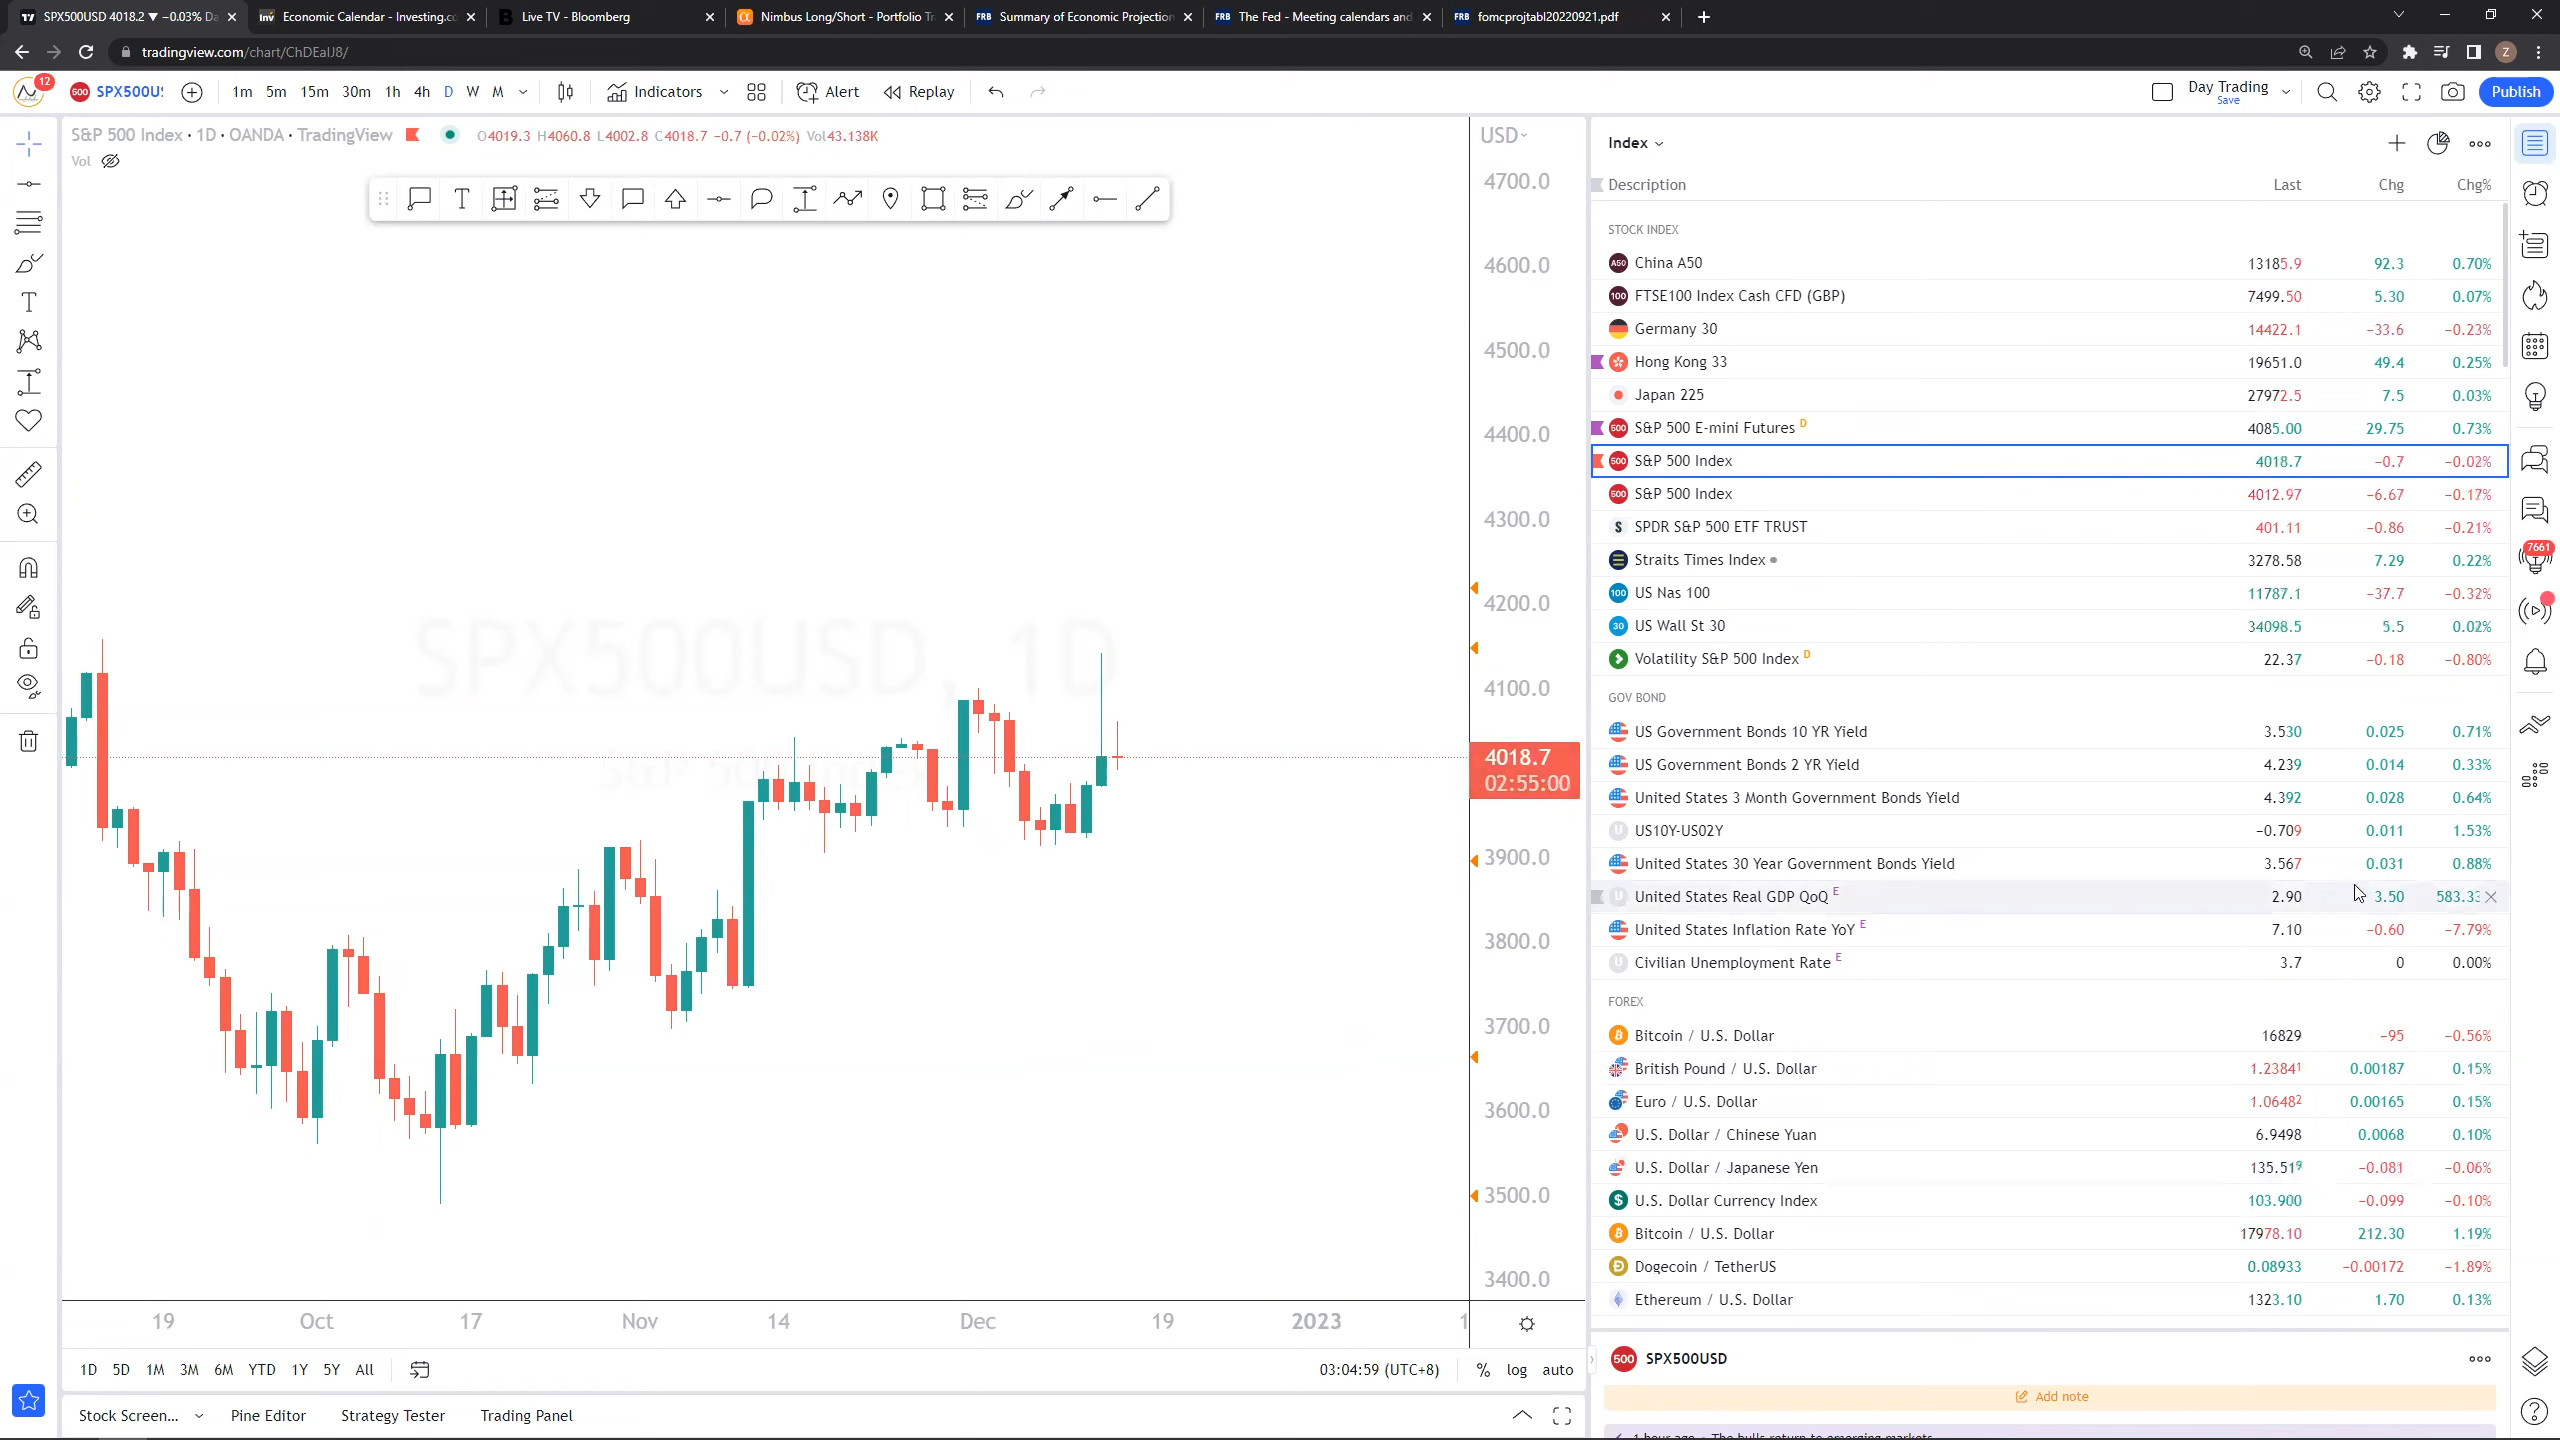 SPX500USD 4018.2 ▼ −0.03% Da
Economic Calendar - Investing.co
Live TV - Bloomberg
Nimbus Long/Short - Portfolio Tr
Summary of Economic Projection
The Fed - Meeting calendars and
fomcprojtabl20220921.pdf
tradingview.com/chart/ChDEaIJ8/
Z
12
500 SPX500U
1m 5m 15m 30m 1h 4h D W M
Indicators
Alert
Replay
Day Trading
Save
Publish
S&P 500 Index · 1D · OANDA · TradingView
O4019.3 H4060.8 L4002.8 C4018.7 −0.7 (−0.02%) Vol43.138K
Vol
USD
SPX500USD, 1D
4700.0
4600.0
4500.0
4400.0
4300.0
4200.0
4100.0
4018.7
02:55:00
3900.0
3800.0
3700.0
3600.0
3500.0
3400.0
19 Oct 17 Nov 14 Dec 19 2023 1
1D 5D 1M 3M 6M YTD 1Y 5Y All
03:04:59 (UTC+8) % log auto
Stock Screen... Pine Editor Strategy Tester Trading Panel
Index
Description Last Chg Chg%
STOCK INDEX
China A50 13185.9 92.3 0.70%
FTSE100 Index Cash CFD (GBP) 7499.50 5.30 0.07%
Germany 30 14422.1 −33.6 −0.23%
Hong Kong 33 19651.0 49.4 0.25%
Japan 225 27972.5 7.5 0.03%
S&P 500 E-mini Futures D 4085.00 29.75 0.73%
S&P 500 Index 4018.7 −0.7 −0.02%
S&P 500 Index 4012.97 −6.67 −0.17%
SPDR S&P 500 ETF TRUST 401.11 −0.86 −0.21%
Straits Times Index 3278.58 7.29 0.22%
US Nas 100 11787.1 −37.7 −0.32%
US Wall St 30 34098.5 5.5 0.02%
Volatility S&P 500 Index D 22.37 −0.18 −0.80%
GOV BOND
US Government Bonds 10 YR Yield 3.530 0.025 0.71%
US Government Bonds 2 YR Yield 4.239 0.014 0.33%
United States 3 Month Government Bonds Yield 4.392 0.028 0.64%
US10Y-US02Y −0.709 0.011 1.53%
United States 30 Year Government Bonds Yield 3.567 0.031 0.88%
United States Real GDP QoQ E 2.90 3.50 583.33
United States Inflation Rate YoY E 7.10 −0.60 −7.79%
Civilian Unemployment Rate E 3.7 0 0.00%
FOREX
Bitcoin / U.S. Dollar 16829 −95 −0.56%
British Pound / U.S. Dollar 1.23841 0.00187 0.15%
Euro / U.S. Dollar 1.06482 0.00165 0.15%
U.S. Dollar / Chinese Yuan 6.9498 0.0068 0.10%
U.S. Dollar / Japanese Yen 135.519 −0.081 −0.06%
U.S. Dollar Currency Index 103.900 −0.099 −0.10%
Bitcoin / U.S. Dollar 17978.10 212.30 1.19%
Dogecoin / TetherUS 0.08933 −0.00172 −1.89%
Ethereum / U.S. Dollar 1323.10 1.70 0.13%
500 SPX500USD
Add note
1 hour ago · The bulls return to emerging markets
7661